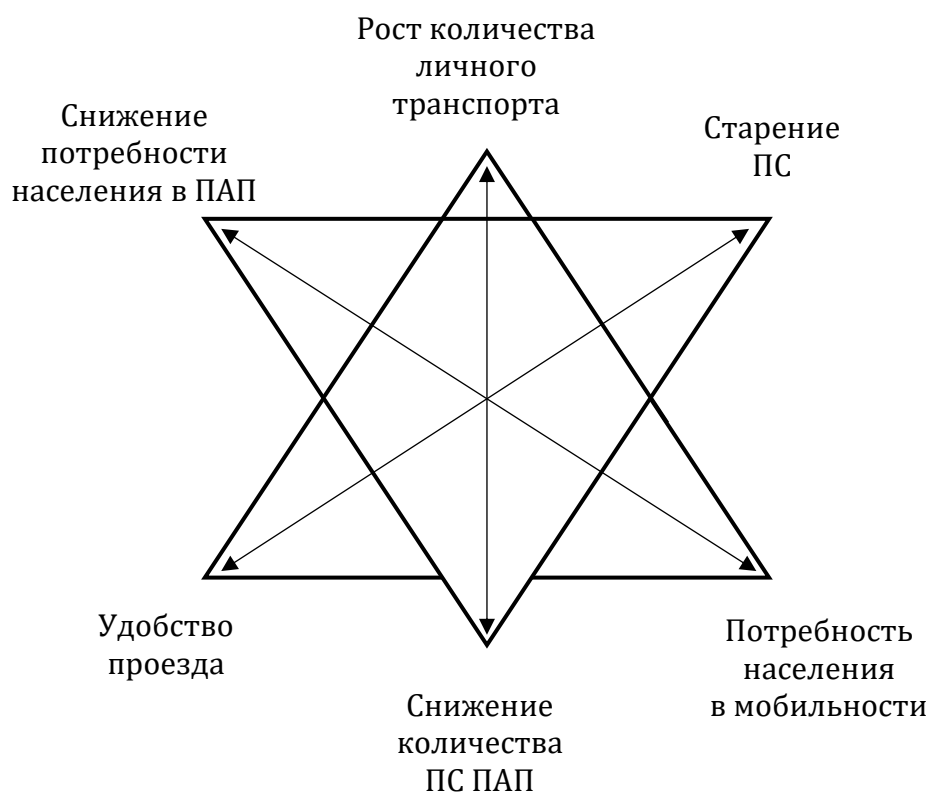 Рост количества
личного
транспорта
Снижение
потребности
населения в ПАП
Старение
ПС
Удобство
проезда
Потребность
населения
в мобильности
Снижение
количества
ПС ПАП